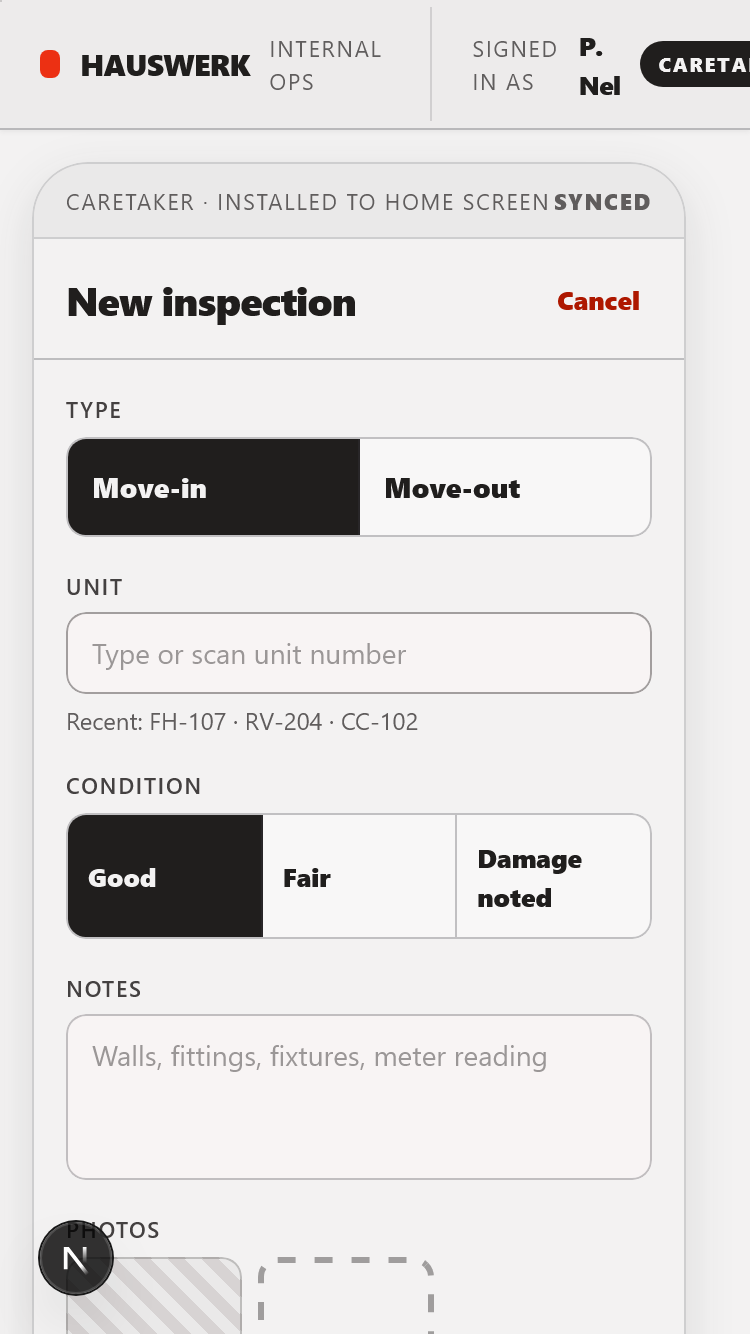 HAUSWERK
INTERNAL
OPS
SIGNED
IN AS
P.
Nel
CARETAKER · INSTALLED TO HOME SCREEN SYNCED
New inspection Cancel
TYPE
Move-in Move-out
UNIT
Type or scan unit number
Recent: FH-107 · RV-204 · CC-102
CONDITION
Good Fair
Damage
noted
NOTES
Walls, fittings, fixtures, meter reading
PHOTOS
N